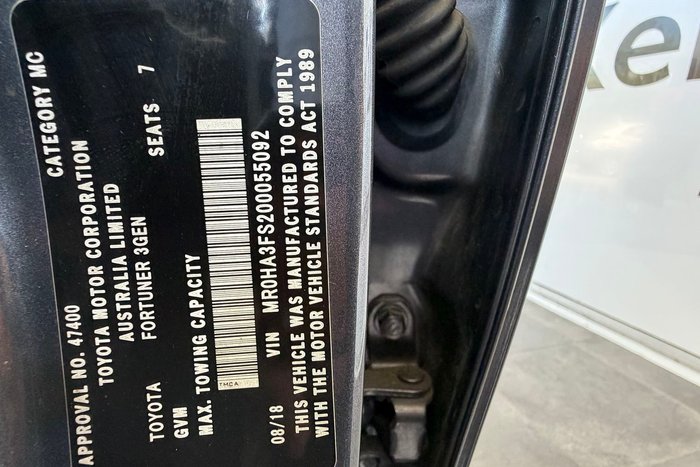 APPROVAL NO. 47400 CATEGORY MC
TOYOTA MOTOR CORPORATION
AUSTRALIA LIMITED
TOYOTA FORTUNER 3GEN
GVM SEATS 7
MAX. TOWING CAPACITY
TMCA
08/18 VIN MR0HA3FS200055092
THIS VEHICLE WAS MANUFACTURED TO COMPLY
WITH THE MOTOR VEHICLE STANDARDS ACT 1989